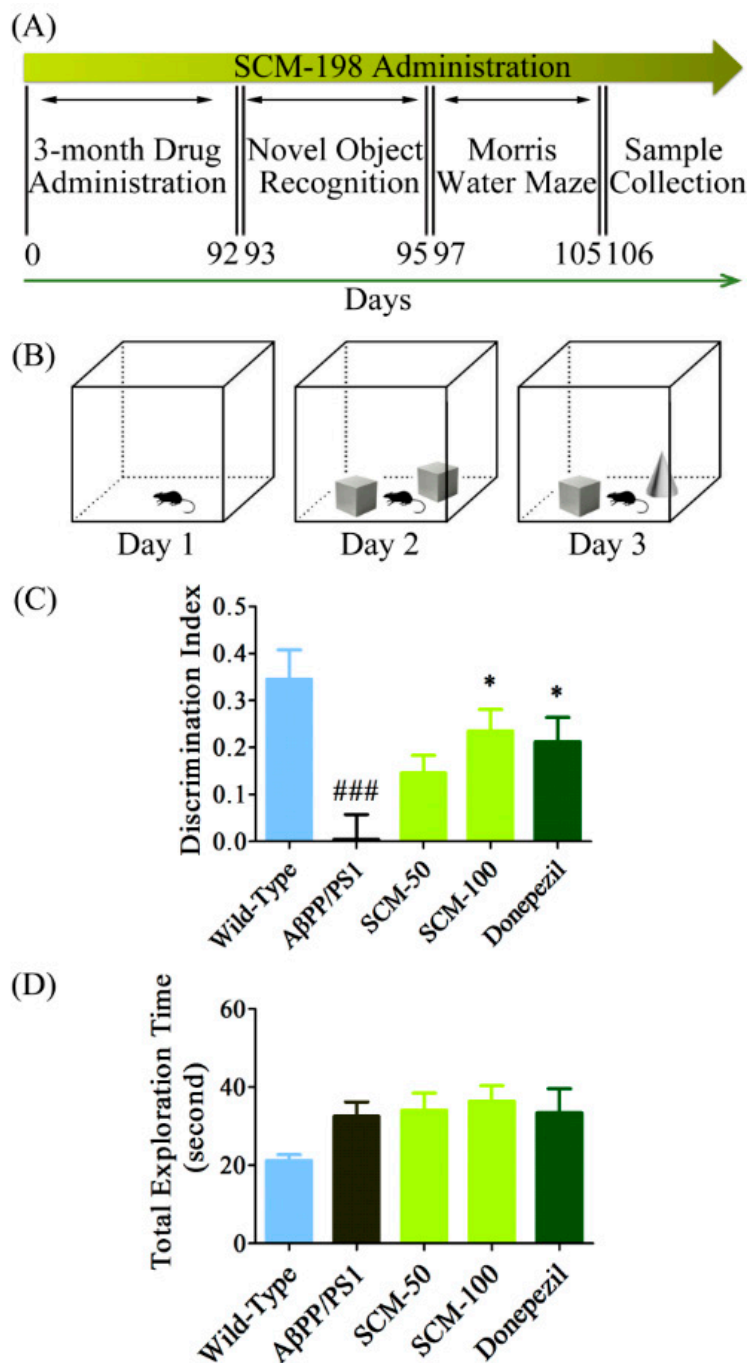 (A)
SCM-198 Administration
3-month Drug
Administration
Novel Object
Recognition
Morris
Water Maze
Sample
Collection
0
92
93
95
97
105
106
Days
(B)
Day 1
Day 2
Day 3
(C)
Discrimination Index
0.5
0.4
0.3
0.2
0.1
0.0
###
*
*
Wild-Type
AβPP/PS1
SCM-50
SCM-100
Donepezil
(D)
Total Exploration Time
(second)
60
40
20
0
Wild-Type
AβPP/PS1
SCM-50
SCM-100
Donepezil